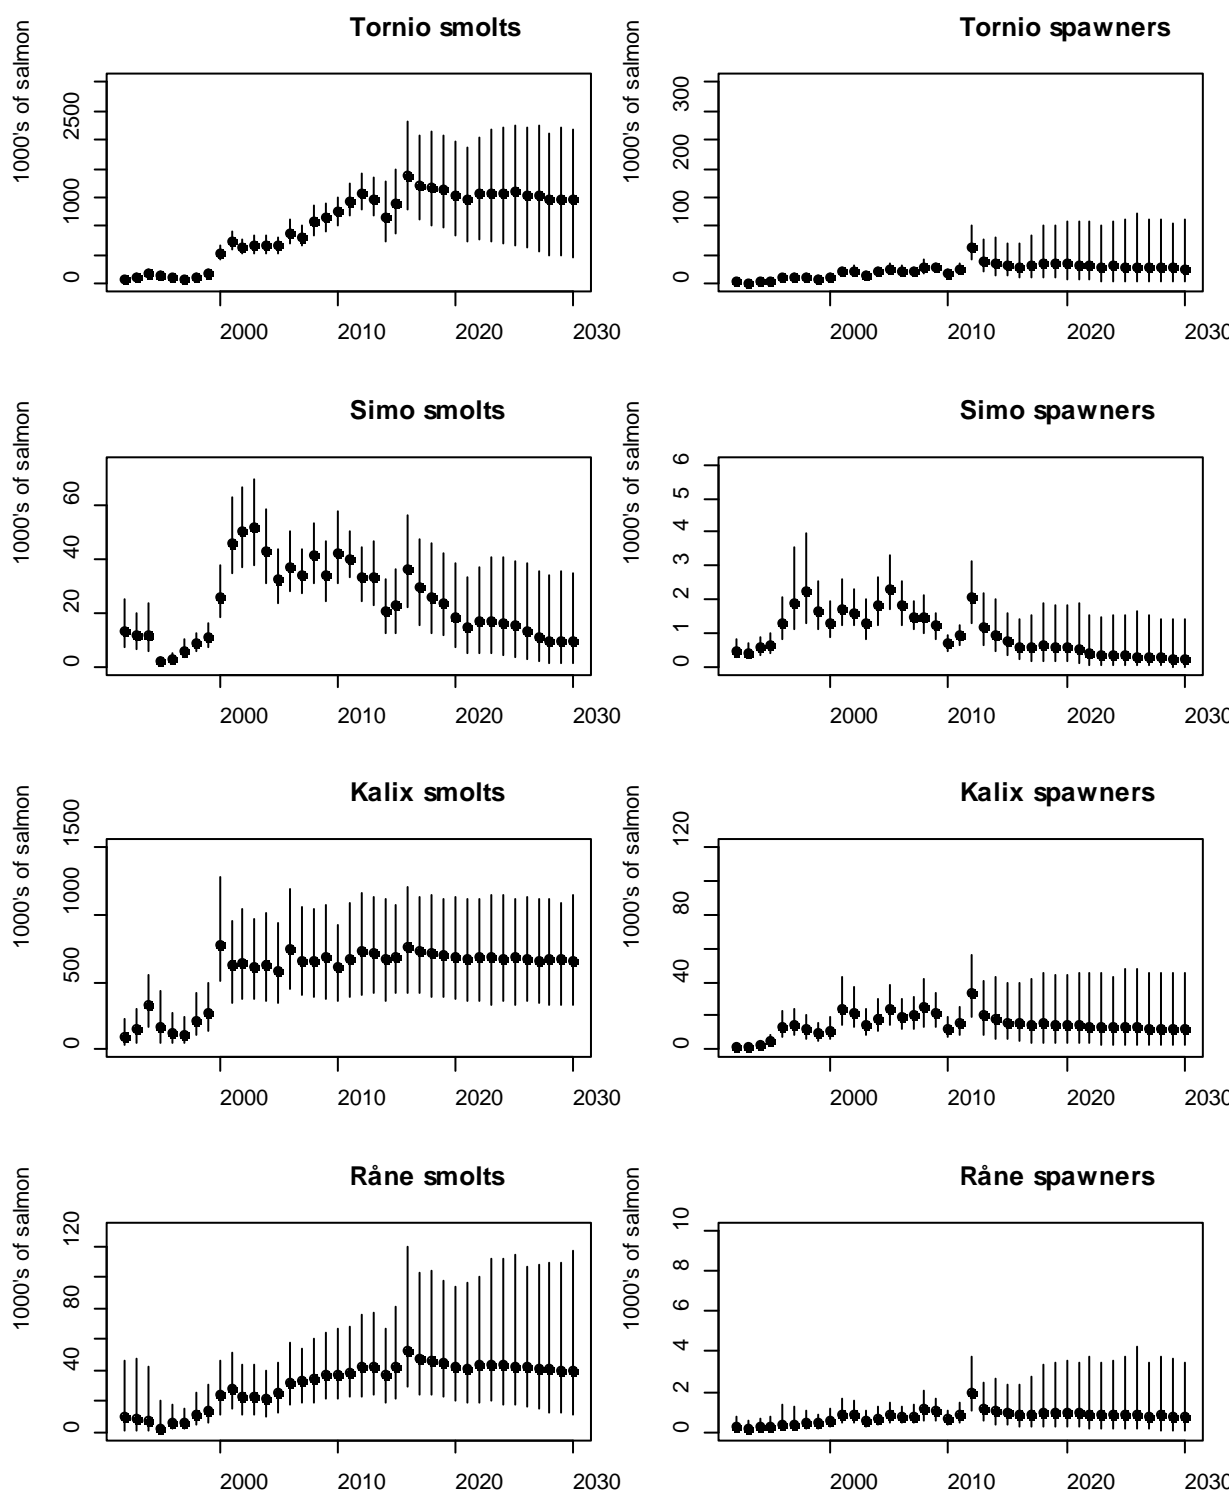 Tornio smolts
1000's of salmon
2500
1000
0
2000 2010 2020 2030
Tornio spawners
1000's of salmon
300
200
100
0
2000 2010 2020 2030
Simo smolts
1000's of salmon
60
40
20
0
2000 2010 2020 2030
Simo spawners
1000's of salmon
6
5
4
3
2
1
0
2000 2010 2020 2030
Kalix smolts
1000's of salmon
1500
1000
500
0
2000 2010 2020 2030
Kalix spawners
1000's of salmon
120
80
40
0
2000 2010 2020 2030
Råne smolts
1000's of salmon
120
80
40
0
2000 2010 2020 2030
Råne spawners
1000's of salmon
10
8
6
4
2
0
2000 2010 2020 2030